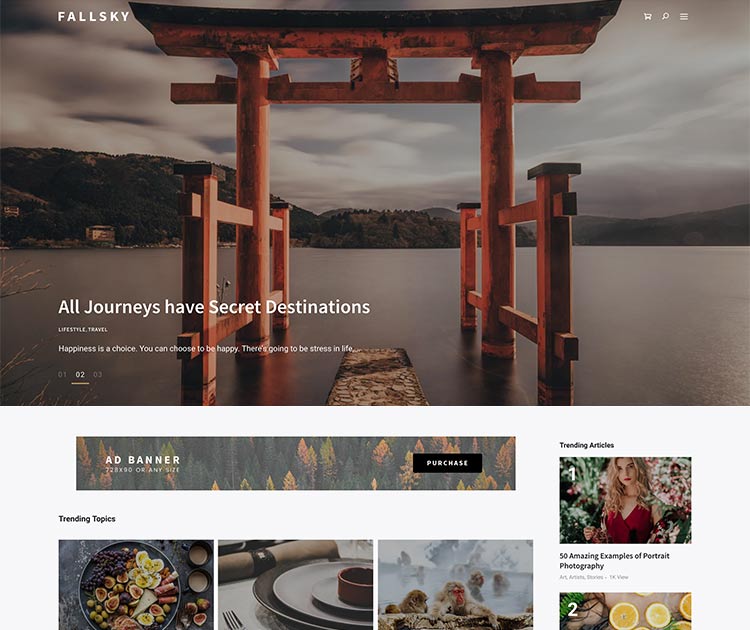 FALLSKY
All Journeys have Secret Destinations
LIFESTYLE, TRAVEL
Happiness is a choice. You can choose to be happy. There's going to be stress in life,...
01 02 03
AD BANNER
728X90 OR ANY SIZE
PURCHASE
Trending Articles
1
50 Amazing Examples of Portrait
Photography
Art, Artists, Stories - 1K View
2
Trending Topics